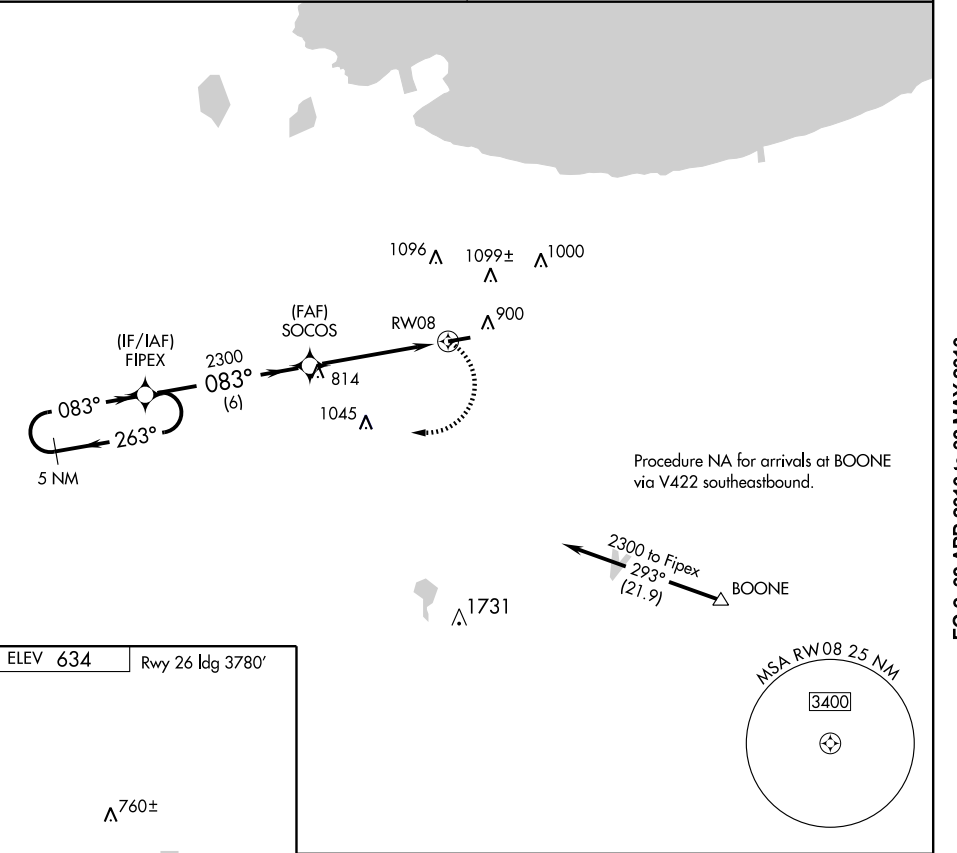 1096
1099±
1000
900
(FAF)
SOCOS
RW08
(IF/IAF)
FIPEX
2300
083°
(6)
814
1045
083°
263°
5 NM
Procedure NA for arrivals at BOONE
via V422 southeastbound.
2300 to Fipex
293°
(21.9)
BOONE
1731
ELEV 634
Rwy 26 ldg 3780'
MSA RW08 25 NM
3400
760±